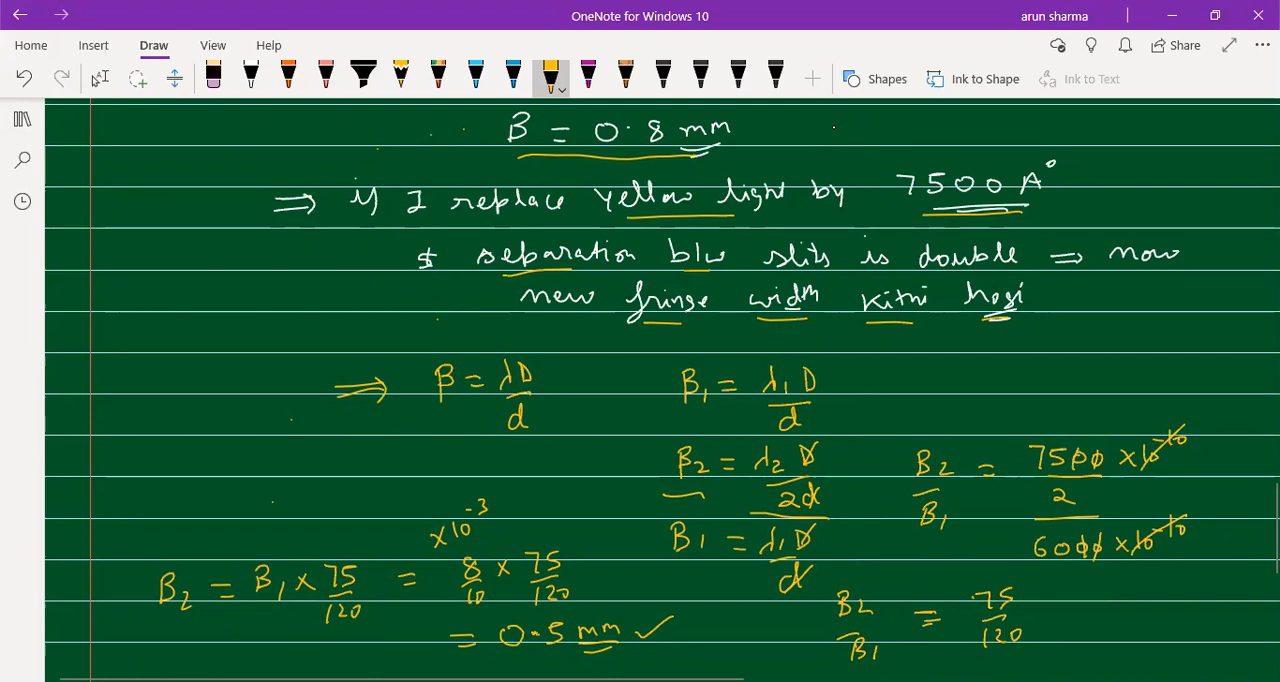 OneNote for Windows 10
arun sharma
Home Insert Draw View Help
Share
Shapes Ink to Shape Ink to Text
β = 0.8 mm
⇒ if I replace yellow light by 7500 A°
& separation b/w slits is double ⇒ now
new fringe width kitni hogi
⇒ β = λD/d β₁ = λ₁D/d
β₂ = λ₂D/2d β₂/β₁ = 7500 × 10⁻¹⁰/2 / 6000 × 10⁻¹⁰
β₁ = λ₁D/d
× 10⁻³
β₂ = β₁ × 75/120 = 8/10 × 75/120
= 0.5 mm ✓
β₂/β₁ = 75/120